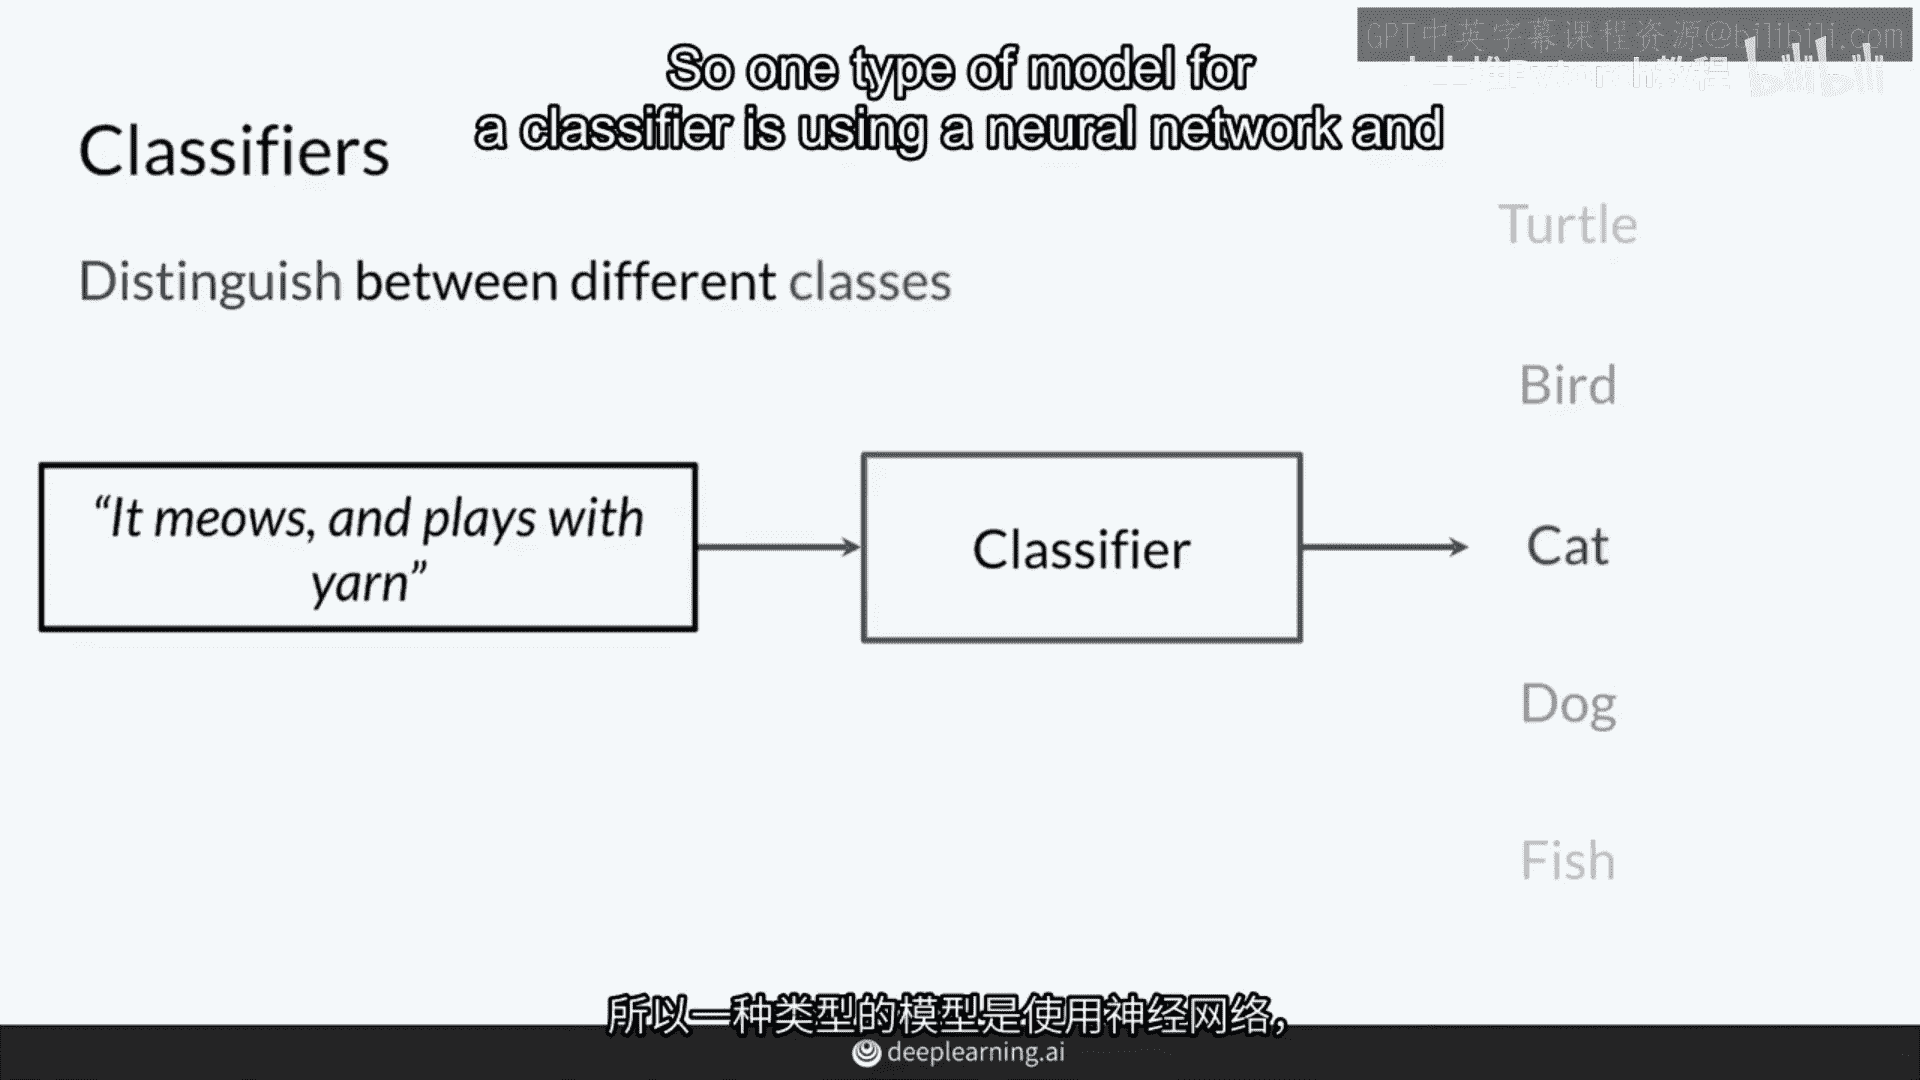 GPT中英字幕课程资源@bilibili.com
bilibili
So one type of model for
a classifier is using a neural network and
Classifiers
Distinguish between different classes
Turtle
Bird
“It meows, and plays with
yarn”
Classifier
Cat
Dog
Fish
所以一种类型的模型是使用神经网络，
deeplearning.ai